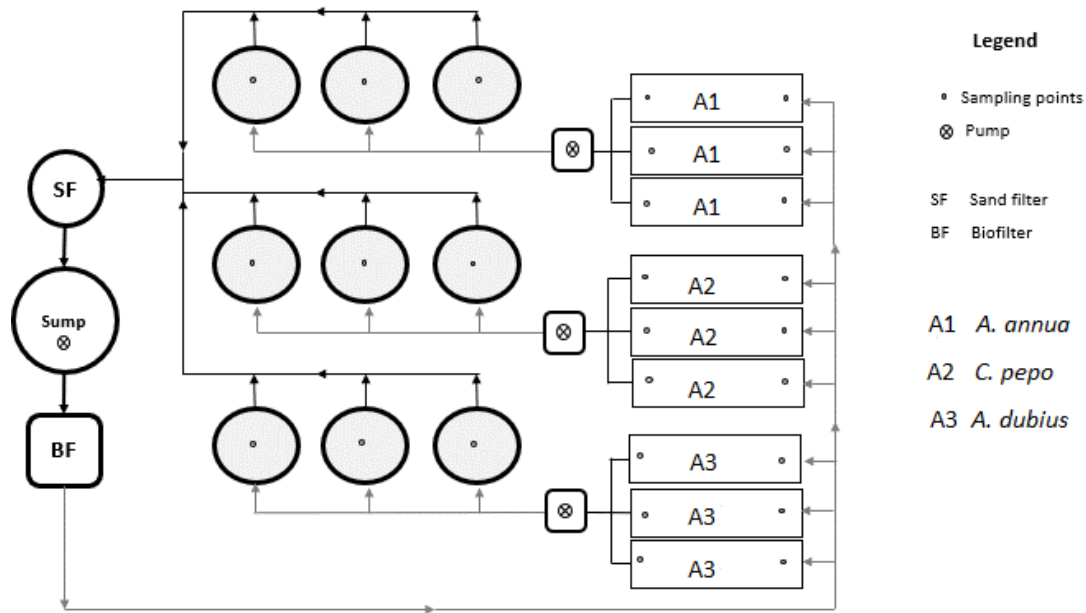 Legend
Sampling points
Pump
SF Sand filter
BF Biofilter
A1 A. annua
A2 C. pepo
A3 A. dubius
SF
Sump
BF
A1
A1
A1
A2
A2
A2
A3
A3
A3